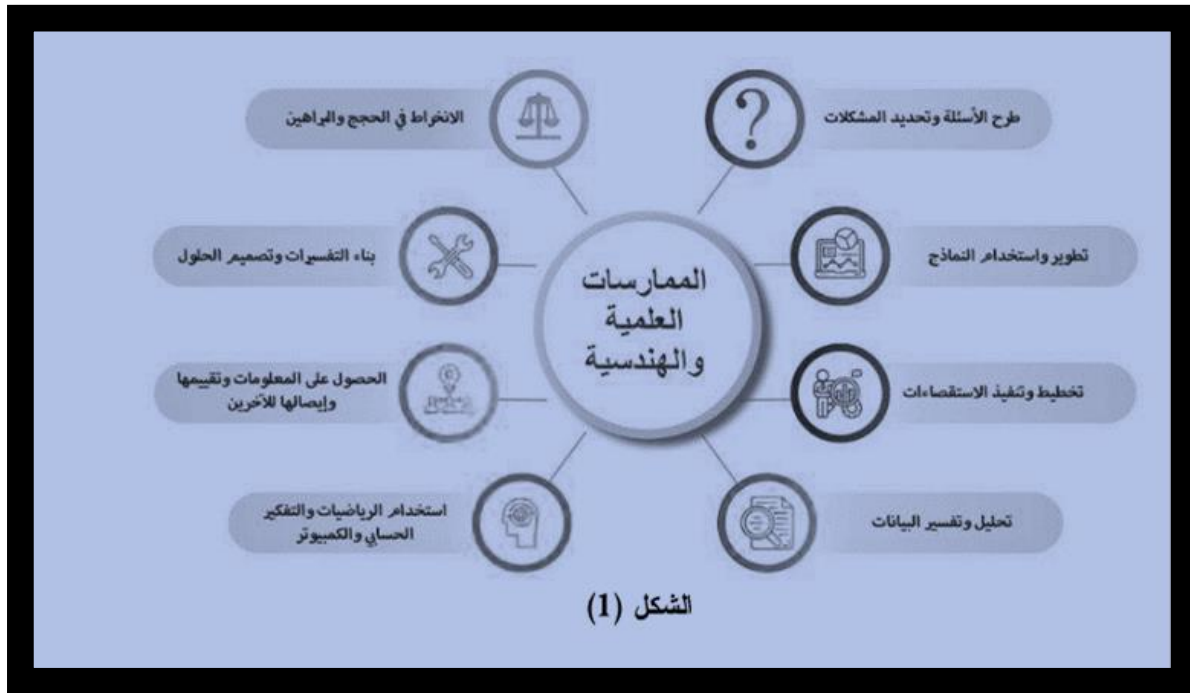 طرح الأسئلة وتحديد المشكلات
الانخراط في الحجج والبراهين
تطوير واستخدام النماذج
بناء التفسيرات وتصميم الحلول
الممارسات
العلمية
والهندسية
تخطيط وتنفيذ الاستقصاءات
الحصول على المعلومات وتقييمها
وإيصالها للآخرين
تحليل وتفسير البيانات
استخدام الرياضيات والتفكير
الحسابي والكمبيوتر
?
الشكل (1)